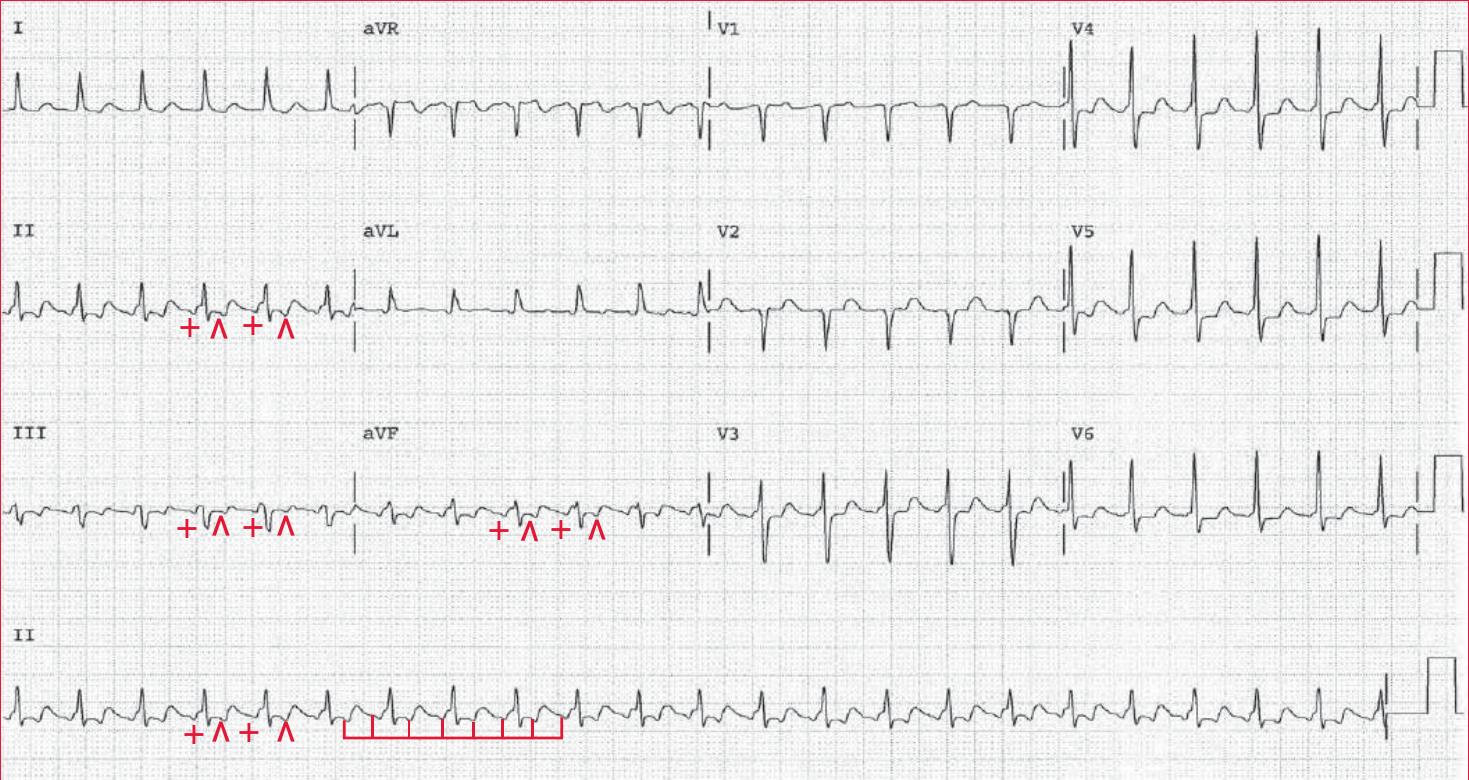 I aVR V1 V4
II aVL V2 V5
+ Λ + Λ
III aVF V3 V6
+ Λ + Λ + Λ + Λ
II
+ Λ + Λ